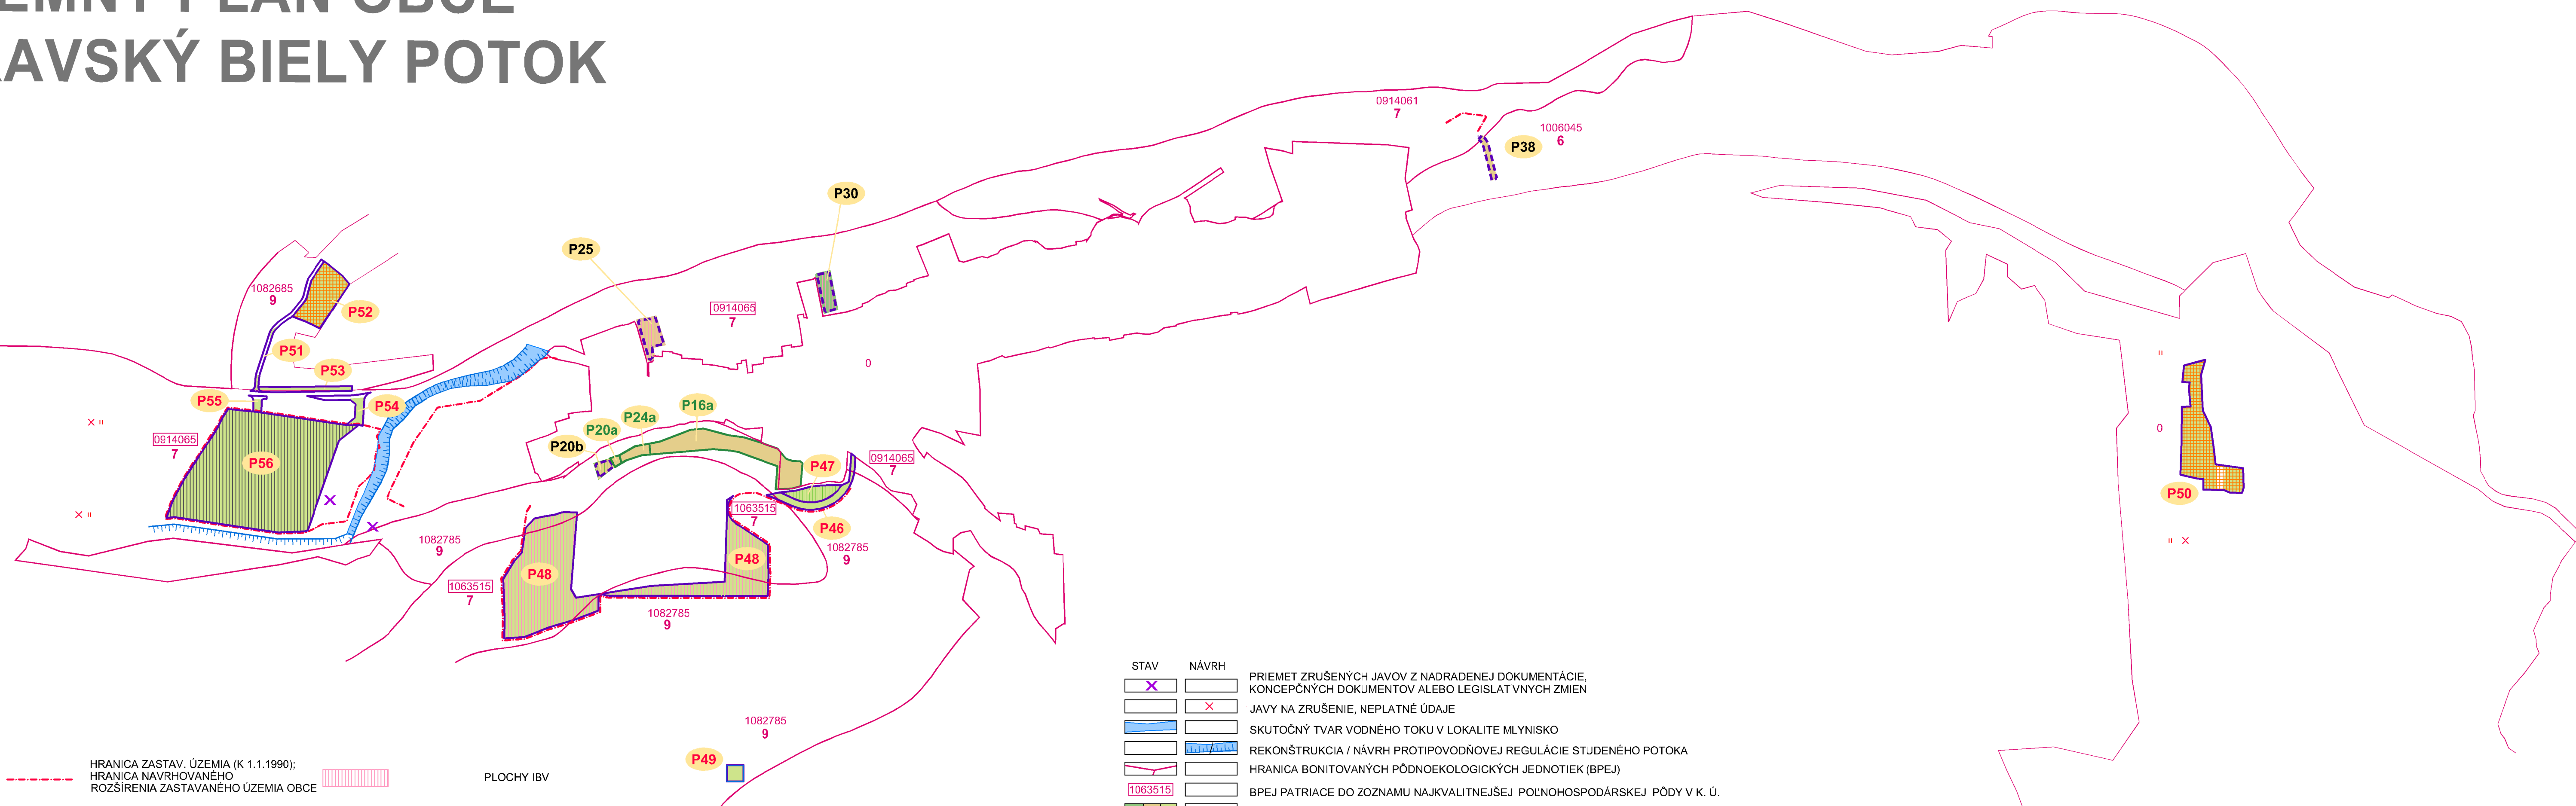 EMNÝ PLÁN OBCE
AVSKÝ BIELY POTOK
0914061
7
1006045
6
P38
P30
P25
0914065
7
1082685
9
P52
P51
P53
P55
P54
0914065
7
P56
0
P16a
P24a
P20a
P20b
P47
0914065
7
1063515
7
P46
1082785
9
P48
P48
1082785
9
1063515
7
1082785
9
0
P50
1082785
9
P49
HRANICA ZASTAV. ÚZEMIA (K 1.1.1990);
HRANICA NAVRHOVANÉHO
ROZŠÍRENIA ZASTAVANÉHO ÚZEMIA OBCE
PLOCHY IBV
STAV NÁVRH
PRIEMET ZRUŠENÝCH JAVOV Z NADRADENEJ DOKUMENTÁCIE,
KONCEPČNÝCH DOKUMENTOV ALEBO LEGISLATÍVNYCH ZMIEN
JAVY NA ZRUŠENIE, NEPLATNÉ ÚDAJE
SKUTOČNÝ TVAR VODNÉHO TOKU V LOKALITE MLYNISKO
REKONŠTRUKCIA / NÁVRH PROTIPOVODŇOVEJ REGULÁCIE STUDENÉHO POTOKA
HRANICA BONITOVANÝCH PÔDNOEKOLOGICKÝCH JEDNOTIEK (BPEJ)
1063515 BPEJ PATRIACE DO ZOZNAMU NAJKVALITNEJŠEJ POĽNOHOSPODÁRSKEJ PÔDY V K. Ú.